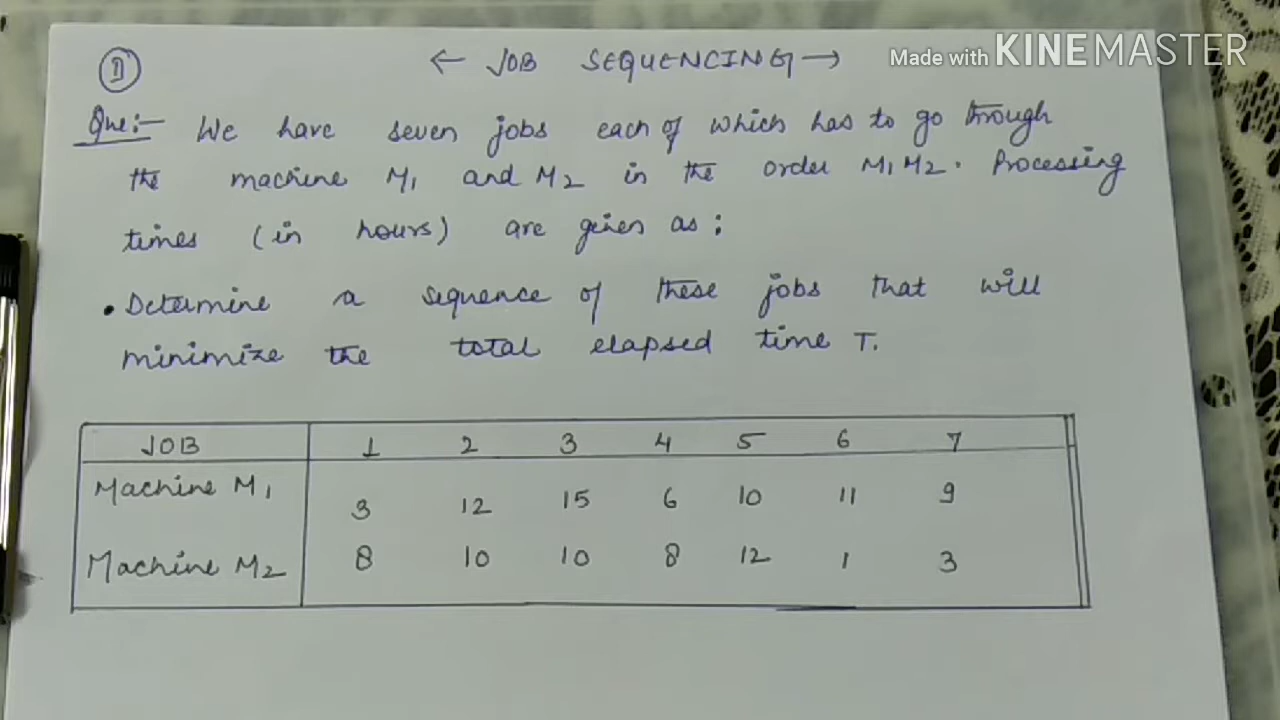 Made with KINEMASTER
① ← JOB SEQUENCING →
Que:- We have seven jobs each of which has to go through
the machine M1 and M2 in the order M1 M2. Processing
times (in hours) are given as:
• Determine a sequence of these jobs that will
minimize the total elapsed time T.
JOB 1 2 3 4 5 6 7
Machine M1 3 12 15 6 10 11 9
Machine M2 8 10 10 8 12 1 3